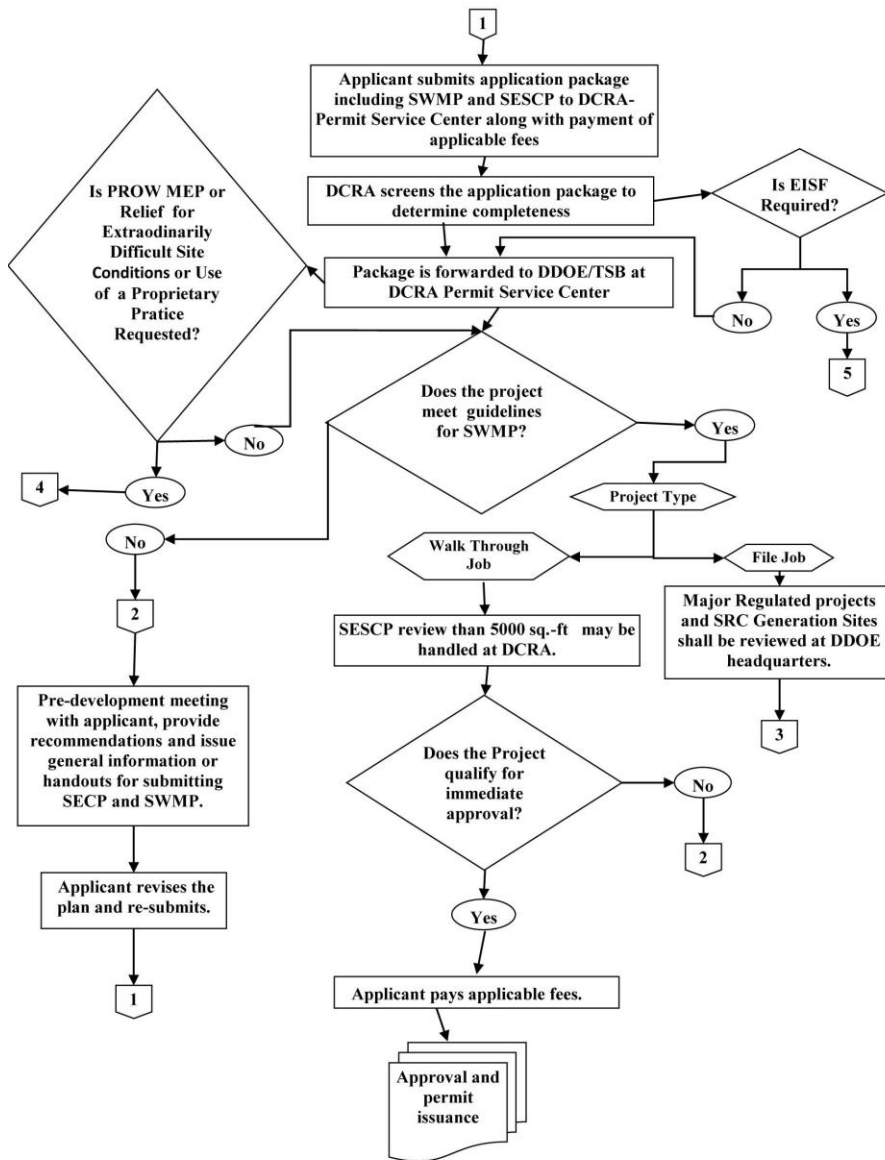 1
Applicant submits application package
including SWMP and SESCP to DCRA-
Permit Service Center along with payment of
applicable fees
DCRA screens the application package to
determine completeness
Is EISF
Required?
Is PROW MEP or
Relief for
Extraodinarily
Difficult Site
Conditions or Use
of a Proprietary
Pratice
Requested?
Package is forwarded to DDOE/TSB at
DCRA Permit Service Center
No
Yes
5
Does the project
meet guidelines
for SWMP?
Yes
No
Yes
4
Project Type
No
Walk Through
Job
File Job
2
SESCP review than 5000 sq.-ft may be
handled at DCRA.
Major Regulated projects
and SRC Generation Sites
shall be reviewed at DDOE
headquarters.
3
Pre-development meeting
with applicant, provide
recommendations and issue
general information or
handouts for submitting
SECP and SWMP.
Does the Project
qualify for
immediate
approval?
No
2
Applicant revises the
plan and re-submits.
Yes
1
Applicant pays applicable fees.
Approval and
permit
issuance